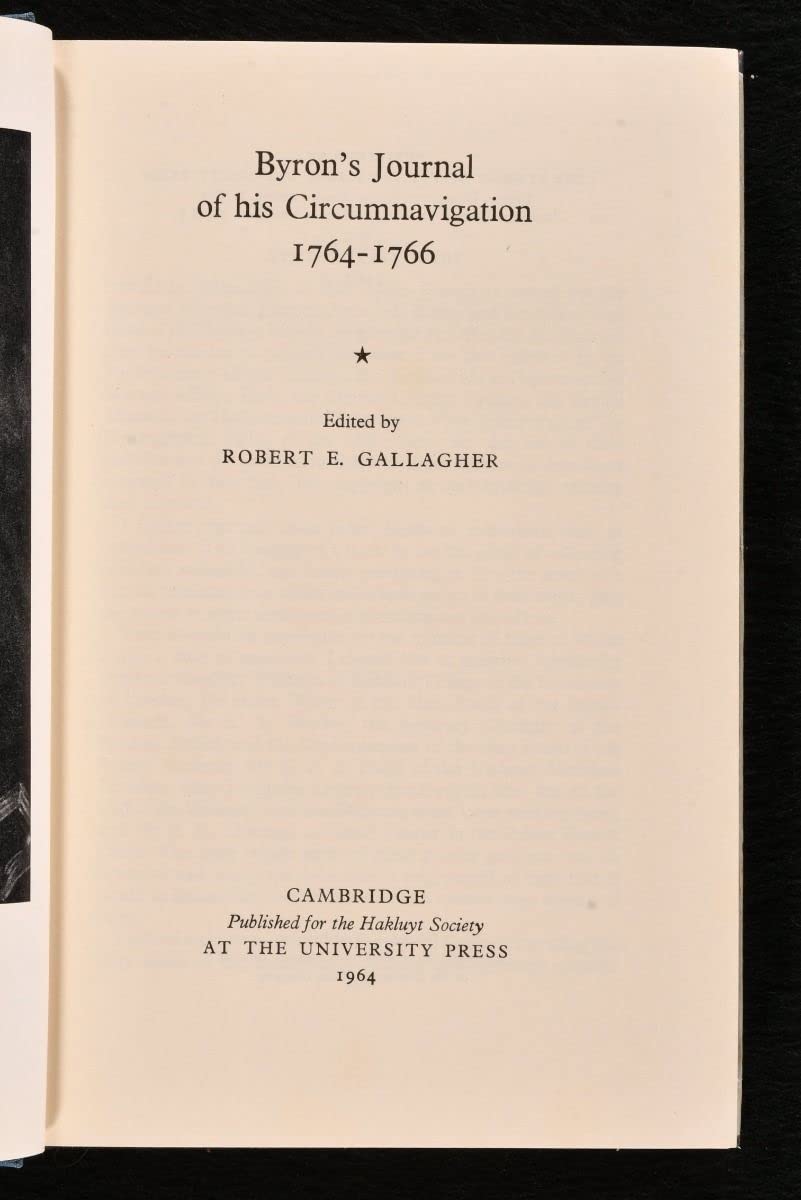 Byron's Journal
of his Circumnavigation
1764-1766
★
Edited by
ROBERT E. GALLAGHER
CAMBRIDGE
Published for the Hakluyt Society
AT THE UNIVERSITY PRESS
1964